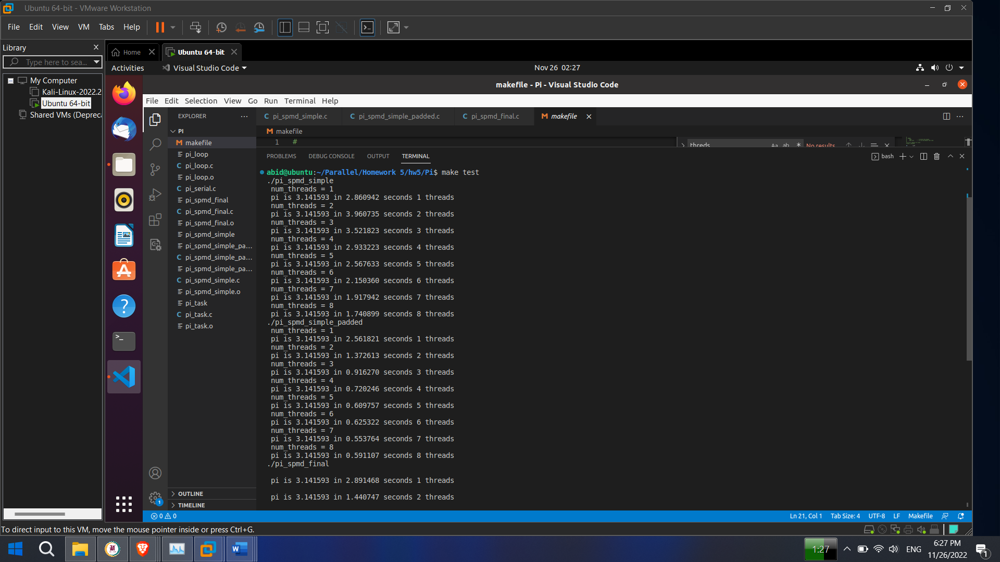 Ubuntu 64-bit - VMware Workstation
File Edit View VM Tabs Help
Library
Type here to sea...
My Computer
Kali-Linux-2022.2
Ubuntu 64-bit
Shared VMs (Depreca
Home
Ubuntu 64-bit
Activities
Visual Studio Code
Nov 26 02:27
makefile - Pi - Visual Studio Code
File Edit Selection View Go Run Terminal Help
EXPLORER
PI
M makefile
pi_loop
C pi_loop.c
pi_loop.o
C pi_serial.c
pi_spmd_final
C pi_spmd_final.c
pi_spmd_final.o
pi_spmd_simple
pi_spmd_simple_pa...
C pi_spmd_simple_pa...
pi_spmd_simple_pa...
C pi_spmd_simple.c
pi_spmd_simple.o
pi_task
C pi_task.c
pi_task.o
OUTLINE
TIMELINE
C pi_spmd_simple.c
C pi_spmd_simple_padded.c
C pi_spmd_final.c
M makefile
M makefile
1 #
threds
Aa ab * No results
PROBLEMS DEBUG CONSOLE OUTPUT TERMINAL
bash
abid@ubuntu:~/Parallel/Homework 5/hw5/Pi$ make test
./pi_spmd_simple
num_threads = 1
pi is 3.141593 in 2.860942 seconds 1 threads
num_threads = 2
pi is 3.141593 in 3.960735 seconds 2 threads
num_threads = 3
pi is 3.141593 in 3.521823 seconds 3 threads
num_threads = 4
pi is 3.141593 in 2.933223 seconds 4 threads
num_threads = 5
pi is 3.141593 in 2.567633 seconds 5 threads
num_threads = 6
pi is 3.141593 in 2.150360 seconds 6 threads
num_threads = 7
pi is 3.141593 in 1.917942 seconds 7 threads
num_threads = 8
pi is 3.141593 in 1.740899 seconds 8 threads
./pi_spmd_simple_padded
num_threads = 1
pi is 3.141593 in 2.561821 seconds 1 threads
num_threads = 2
pi is 3.141593 in 1.372613 seconds 2 threads
num_threads = 3
pi is 3.141593 in 0.916270 seconds 3 threads
num_threads = 4
pi is 3.141593 in 0.720246 seconds 4 threads
num_threads = 5
pi is 3.141593 in 0.609757 seconds 5 threads
num_threads = 6
pi is 3.141593 in 0.625322 seconds 6 threads
num_threads = 7
pi is 3.141593 in 0.553764 seconds 7 threads
num_threads = 8
pi is 3.141593 in 0.591107 seconds 8 threads
./pi_spmd_final
pi is 3.141593 in 2.891468 seconds 1 threads
pi is 3.141593 in 1.440747 seconds 2 threads
1
0 0
Ln 21, Col 1 Tab Size: 4 UTF-8 LF Makefile
To direct input to this VM, move the mouse pointer inside or press Ctrl+G.
1:27
ENG
6:27 PM
11/26/2022
1